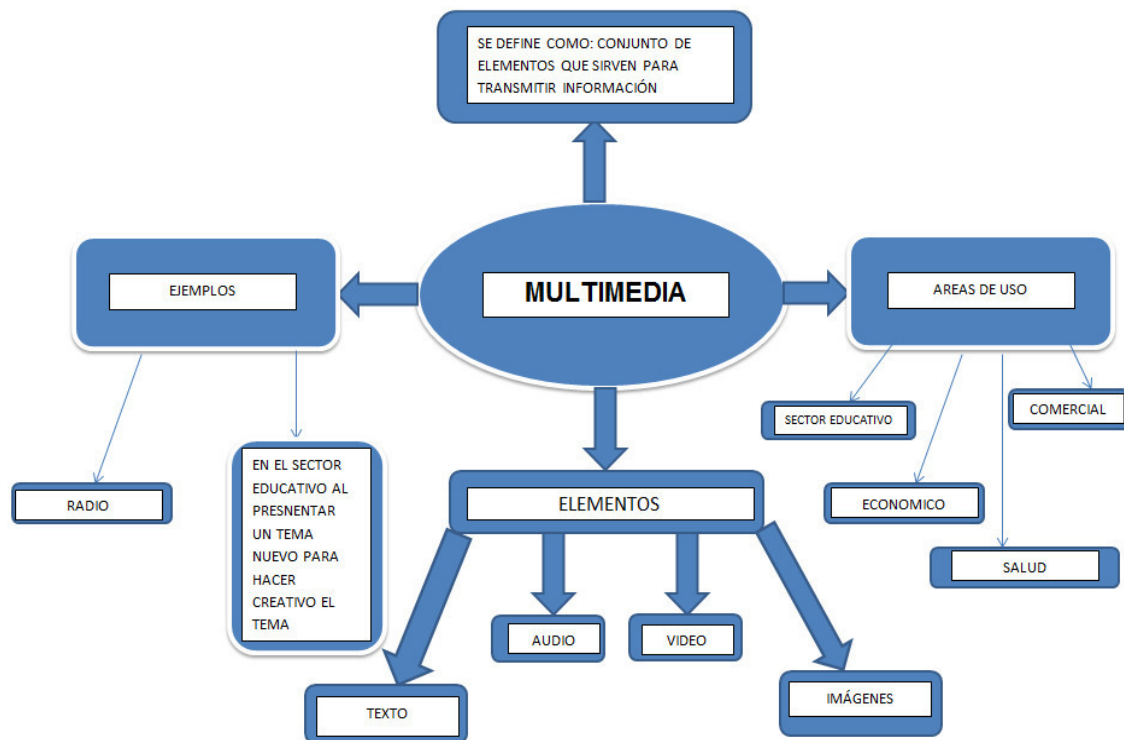 SE DEFINE COMO: CONJUNTO DE
ELEMENTOS QUE SIRVEN PARA
TRANSMITIR INFORMACIÓN
MULTIMEDIA
EJEMPLOS
RADIO
EN EL SECTOR
EDUCATIVO AL
PRESNENTAR
UN TEMA
NUEVO PARA
HACER
CREATIVO EL
TEMA
AREAS DE USO
SECTOR EDUCATIVO
ECONOMICO
SALUD
COMERCIAL
ELEMENTOS
TEXTO
AUDIO
VIDEO
IMÁGENES